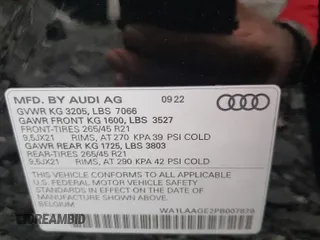 MFD. BY AUDI AG 09 22
GVWR KG 3205, LBS 7066
GAWR FRONT KG 1600, LBS 3527
FRONT-TIRES 265/45 R21
9,5JX21 RIMS, AT 270 KPA 39 PSI COLD
GAWR REAR KG 1725, LBS 3803
REAR-TIRES 265/45 R21
9,5JX21 RIMS, AT 290 KPA 42 PSI COLD
THIS VEHICLE CONFORMS TO ALL APPLICABLE
U.S. FEDERAL MOTOR VEHICLE SAFETY
STANDARDS IN EFFECT ON THE DATE OF
MANUFACTURE SHOWN ABOVE.
BELGIUM WA1LAAGE2PB007879